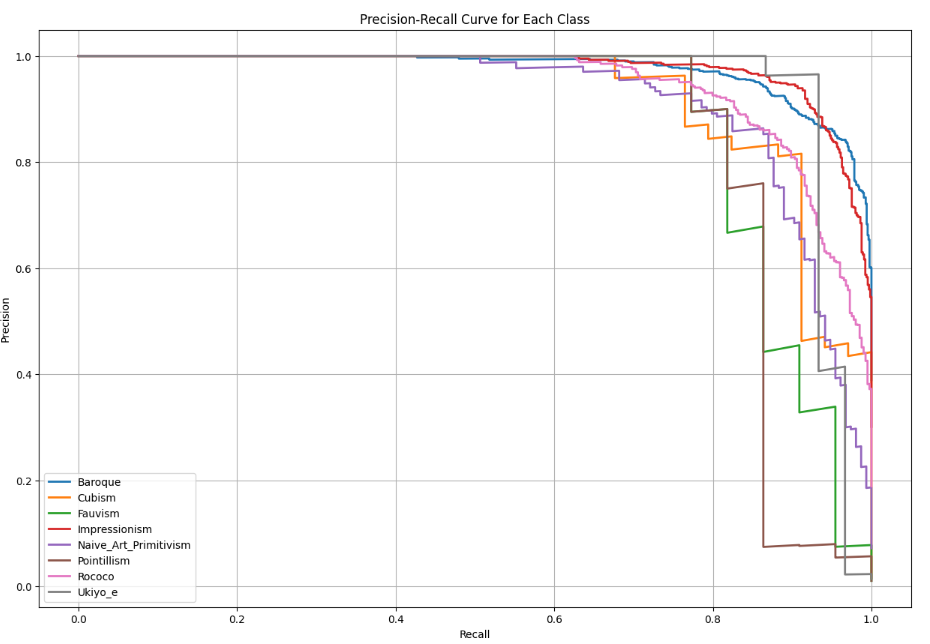 Precision-Recall Curve for Each Class
1.0
0.8
0.6
0.4
0.2
0.0
Precision
Baroque
Cubism
Fauvism
Impressionism
Naive_Art_Primitivism
Pointillism
Rococo
Ukiyo_e
0.0 0.2 0.4 0.6 0.8 1.0
Recall